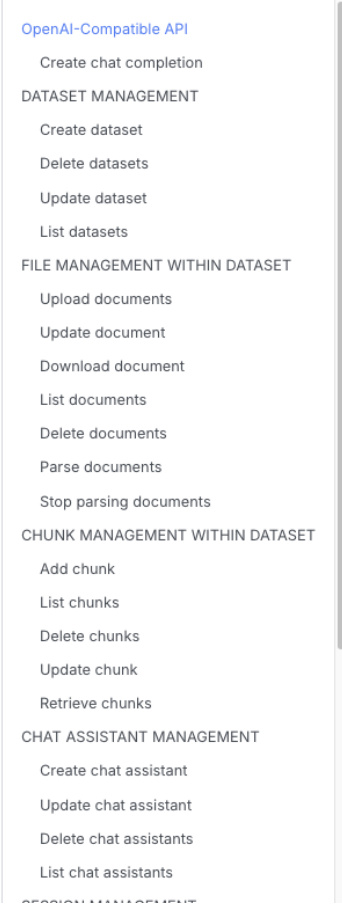 OpenAI-Compatible API
Create chat completion
DATASET MANAGEMENT
Create dataset
Delete datasets
Update dataset
List datasets
FILE MANAGEMENT WITHIN DATASET
Upload documents
Update document
Download document
List documents
Delete documents
Parse documents
Stop parsing documents
CHUNK MANAGEMENT WITHIN DATASET
Add chunk
List chunks
Delete chunks
Update chunk
Retrieve chunks
CHAT ASSISTANT MANAGEMENT
Create chat assistant
Update chat assistant
Delete chat assistants
List chat assistants
SESSION MANAGEMENT